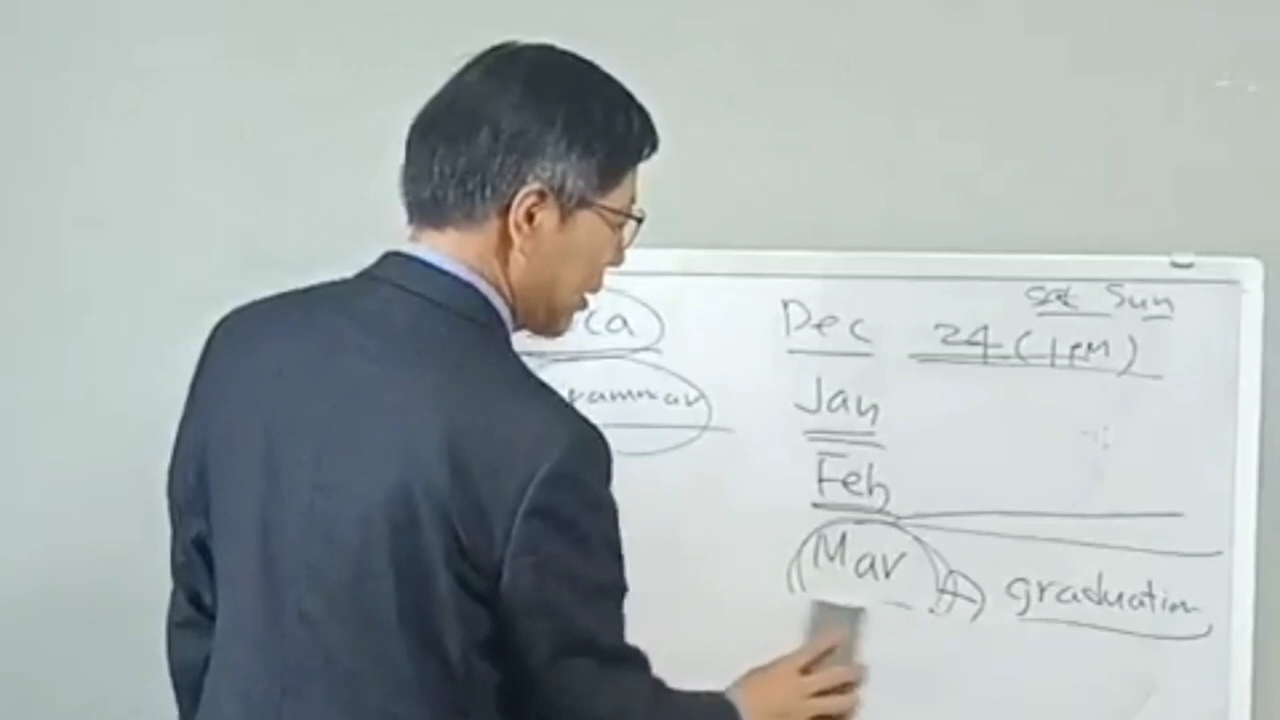 Sat Sun
Dec 24 (1PM)
Jan
Feb
Mar graduation